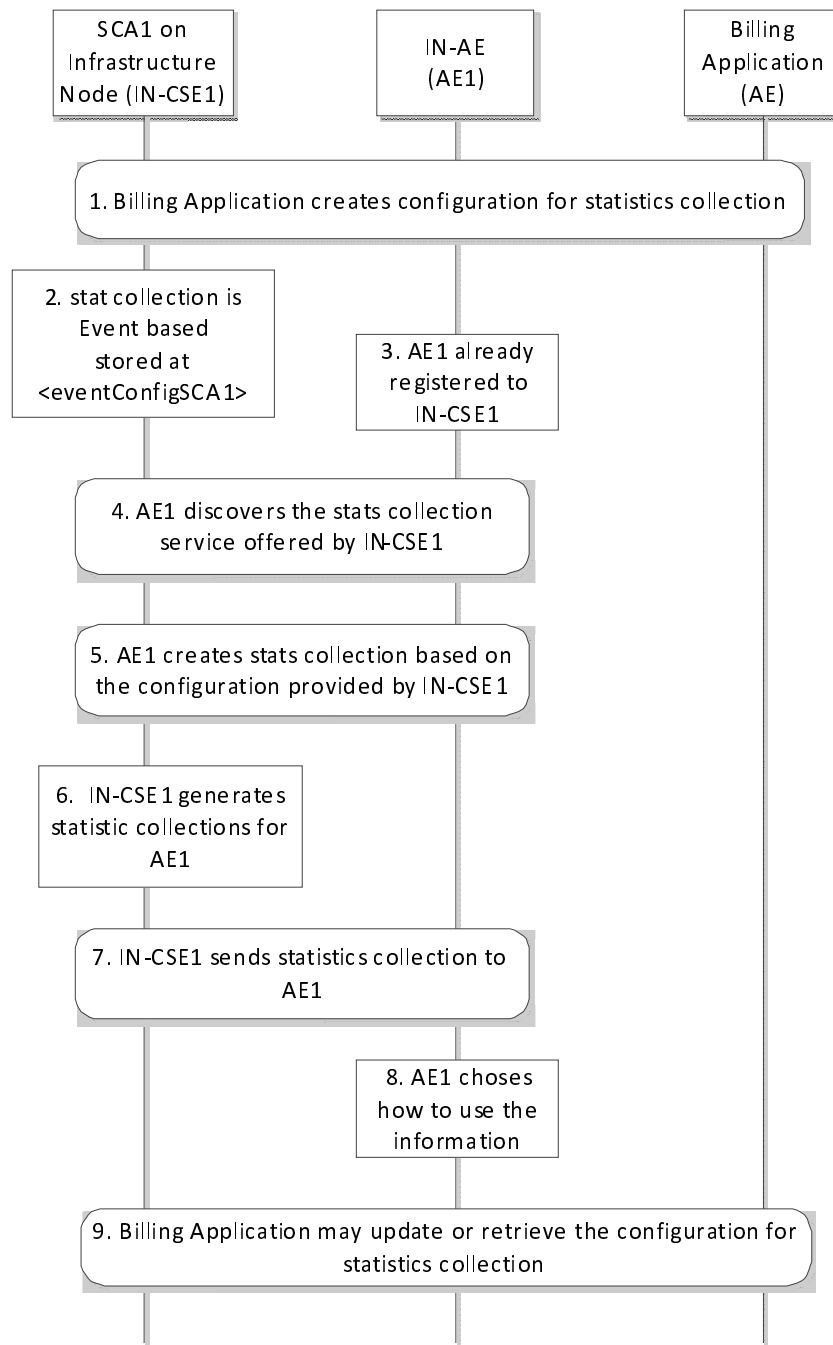 SCA1 on
Infrastructure
Node (IN-CSE1)
IN-AE
(AE1)
Billing
Application
(AE)
1. Billing Application creates configuration for statistics collection
2. stat collection is
Event based
stored at
<eventConfigSCA1>
3. AE1 already
registered to
IN-CSE1
4. AE1 discovers the stats collection
service offered by IN-CSE1
5. AE1 creates stats collection based on
the configuration provided by IN-CSE1
6. IN-CSE1 generates
statistic collections for
AE1
7. IN-CSE1 sends statistics collection to
AE1
8. AE1 choses
how to use the
information
9. Billing Application may update or retrieve the configuration for
statistics collection